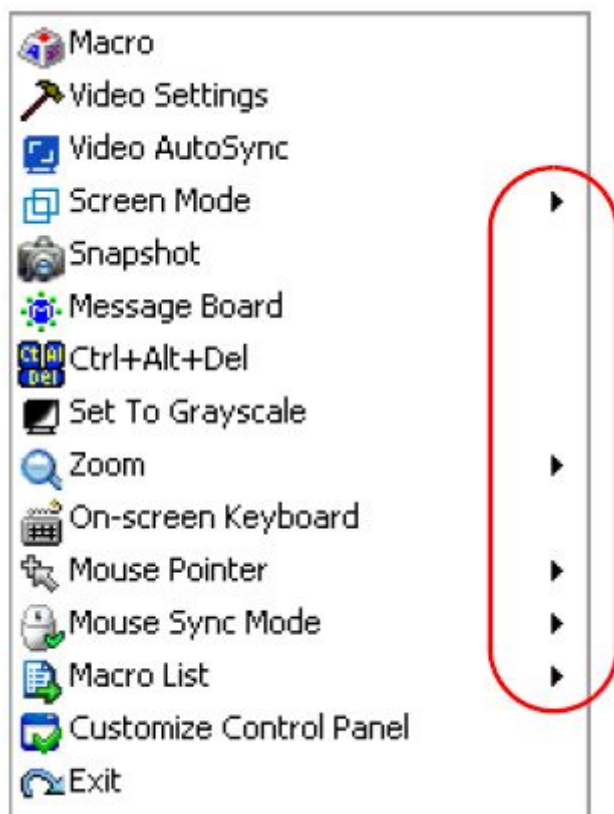 Macro
Video Settings
Video AutoSync
Screen Mode
Snapshot
Message Board
Ctrl+Alt+Del
Set To Grayscale
Zoom
On-screen Keyboard
Mouse Pointer
Mouse Sync Mode
Macro List
Customize Control Panel
Exit